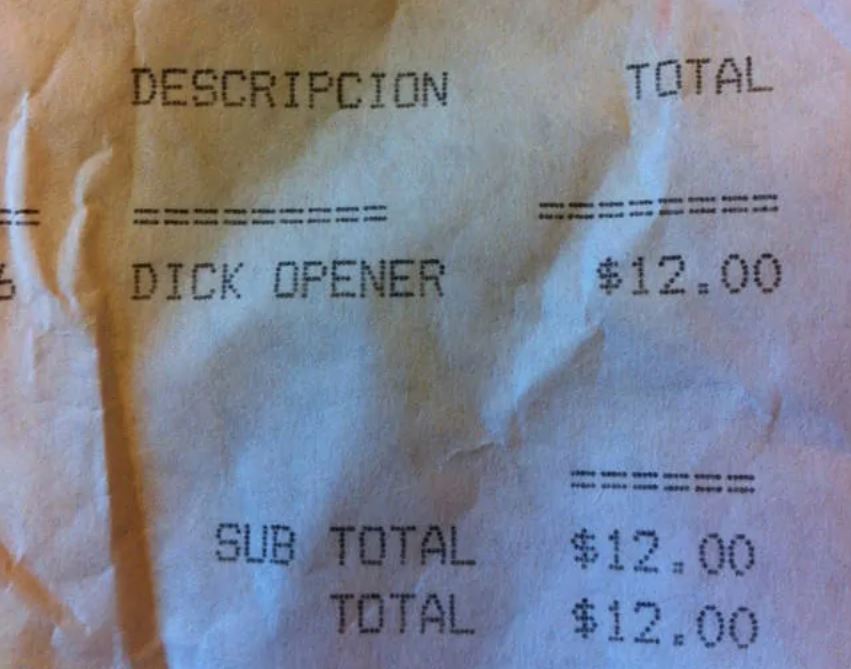 DESCRIPCION TOTAL
== ========= ========
DICK OPENER $12.00
======
SUB TOTAL $12.00
TOTAL $12.00